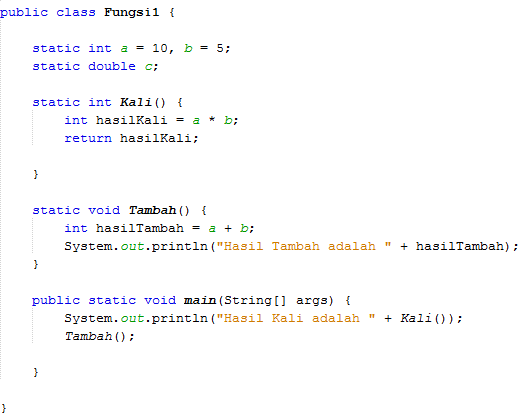 public class Fungsi1 {
static int a = 10, b = 5;
static double c;
static int Kali() {
int hasilKali = a * b;
return hasilKali;
}
static void Tambah() {
int hasilTambah = a + b;
System.out.println("Hasil Tambah adalah " + hasilTambah);
}
public static void main(String[] args) {
System.out.println("Hasil Kali adalah " + Kali());
Tambah();
}
}